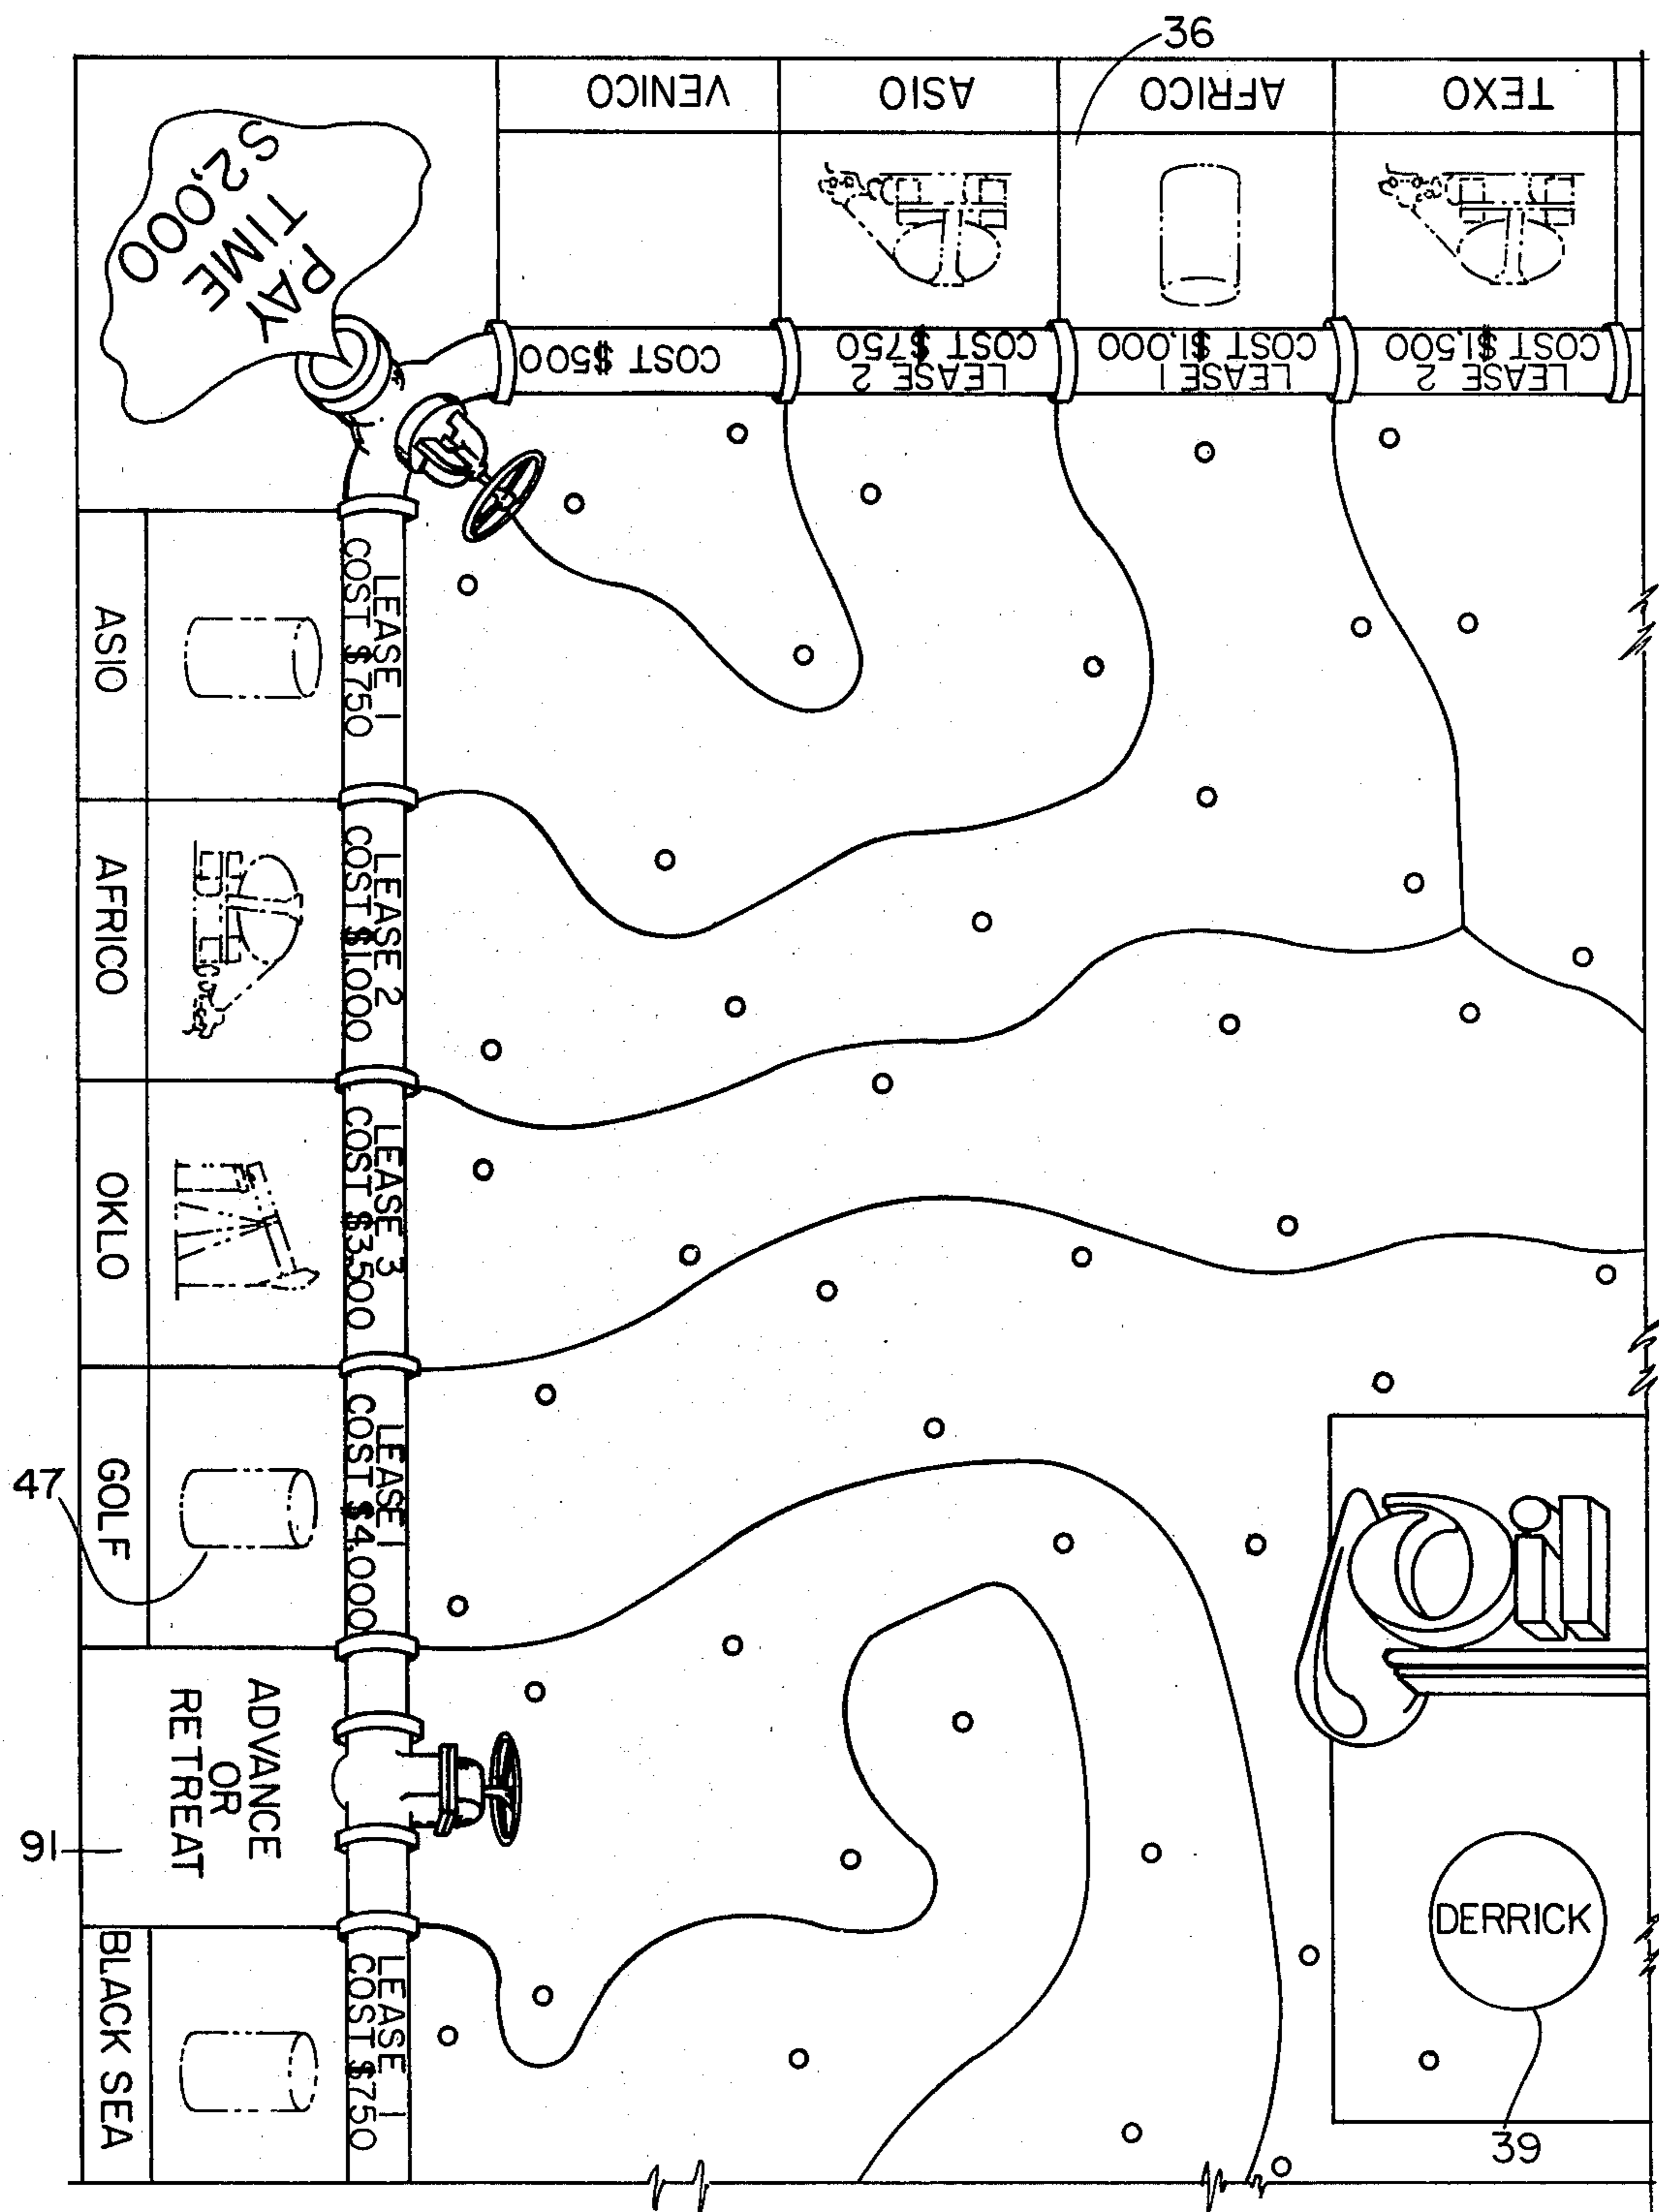 36
VENICO
ASIO
AFRICO
TEXO
PAY
TIME
$2,000
COST $500
LEASE 2
COST $750
LEASE 1
COST $1,000
LEASE 2
COST $1,500
ASIO
LEASE 1
COST $750
AFRICO
LEASE 2
COST $1,000
OKLO
LEASE 3
COST $3,500
GOLF
LEASE 1
COST $4,000
47
ADVANCE
OR
RETREAT
91
BLACK SEA
LEASE 1
COST $750
DERRICK
39